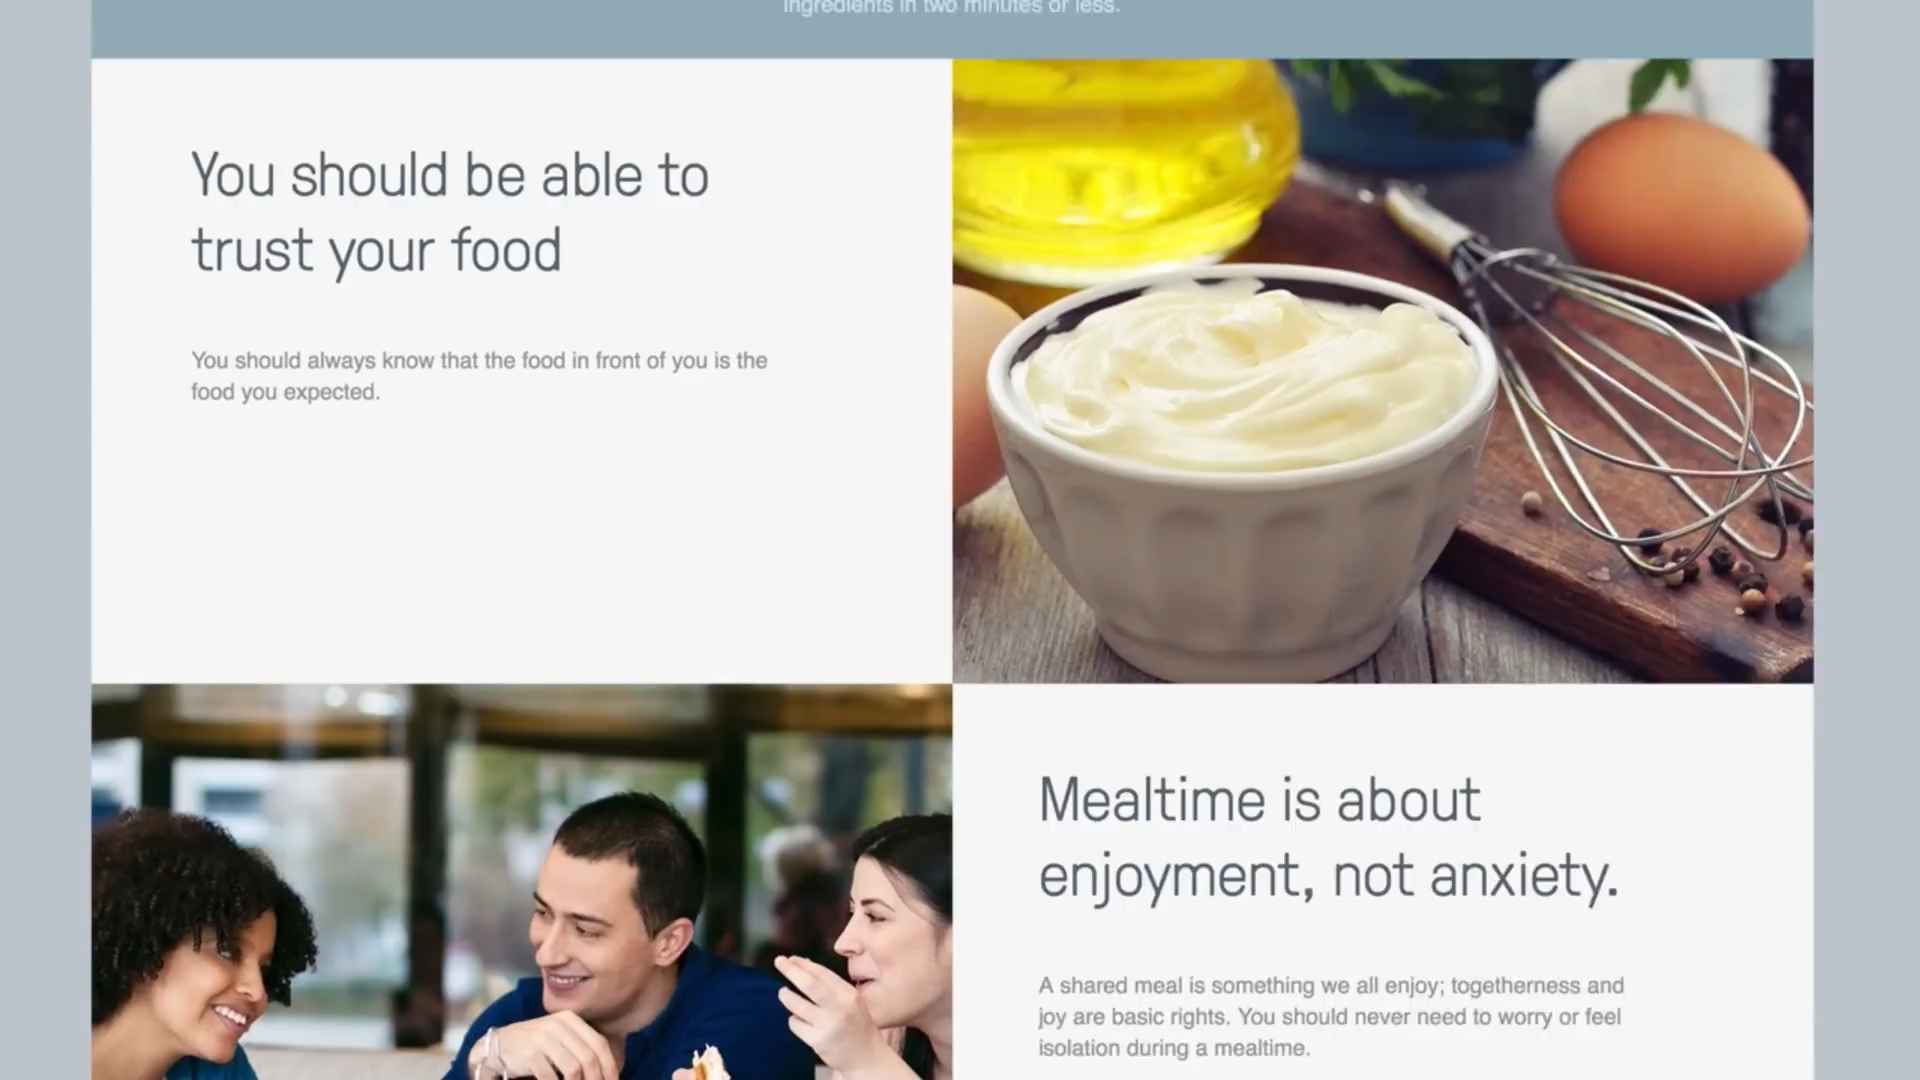 ingredients in two minutes or less.
You should be able to
trust your food
You should always know that the food in front of you is the
food you expected.
Mealtime is about
enjoyment, not anxiety.
A shared meal is something we all enjoy; togetherness and
joy are basic rights. You should never need to worry or feel
isolation during a mealtime.